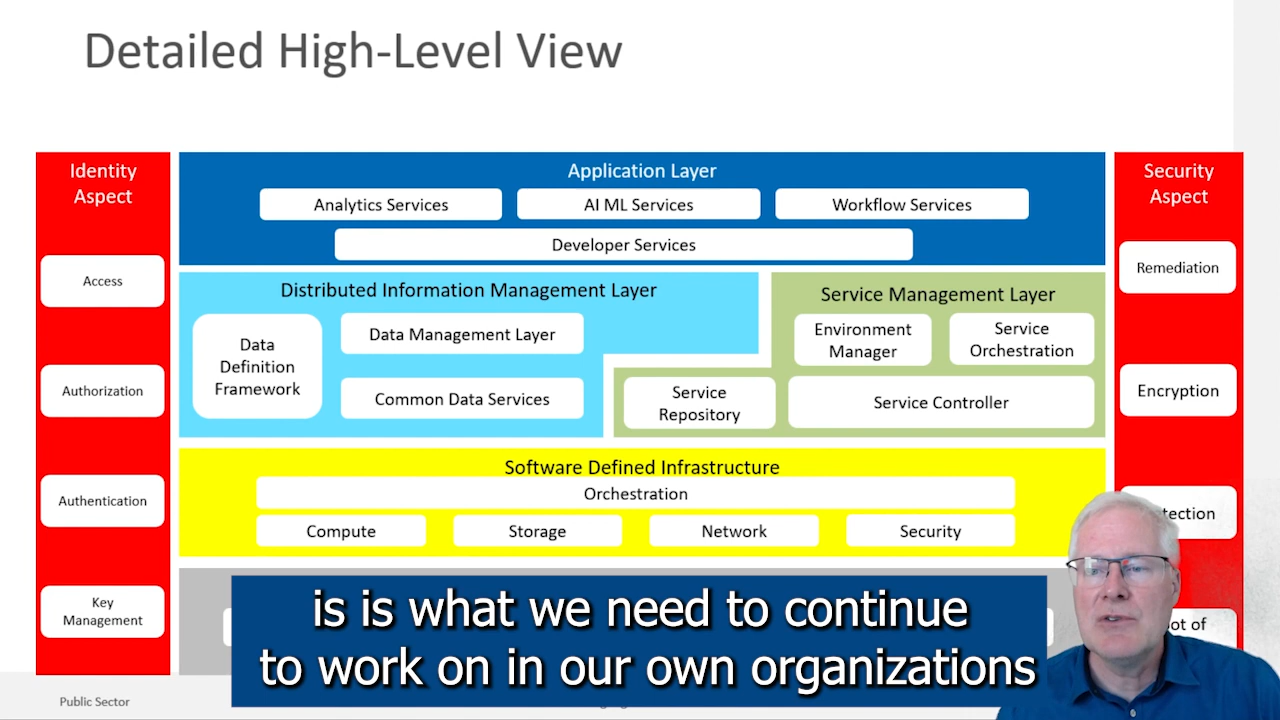 Detailed High-Level View
Identity
Aspect
Access
Authorization
Authentication
Key
Management
Application Layer
Analytics Services
AI ML Services
Workflow Services
Developer Services
Distributed Information Management Layer
Data
Definition
Framework
Data Management Layer
Common Data Services
Service Management Layer
Environment
Manager
Service
Orchestration
Service
Repository
Service Controller
Software Defined Infrastructure
Orchestration
Compute
Storage
Network
Security
Security
Aspect
Remediation
Encryption
is is what we need to continue
to work on in our own organizations
Public Sector